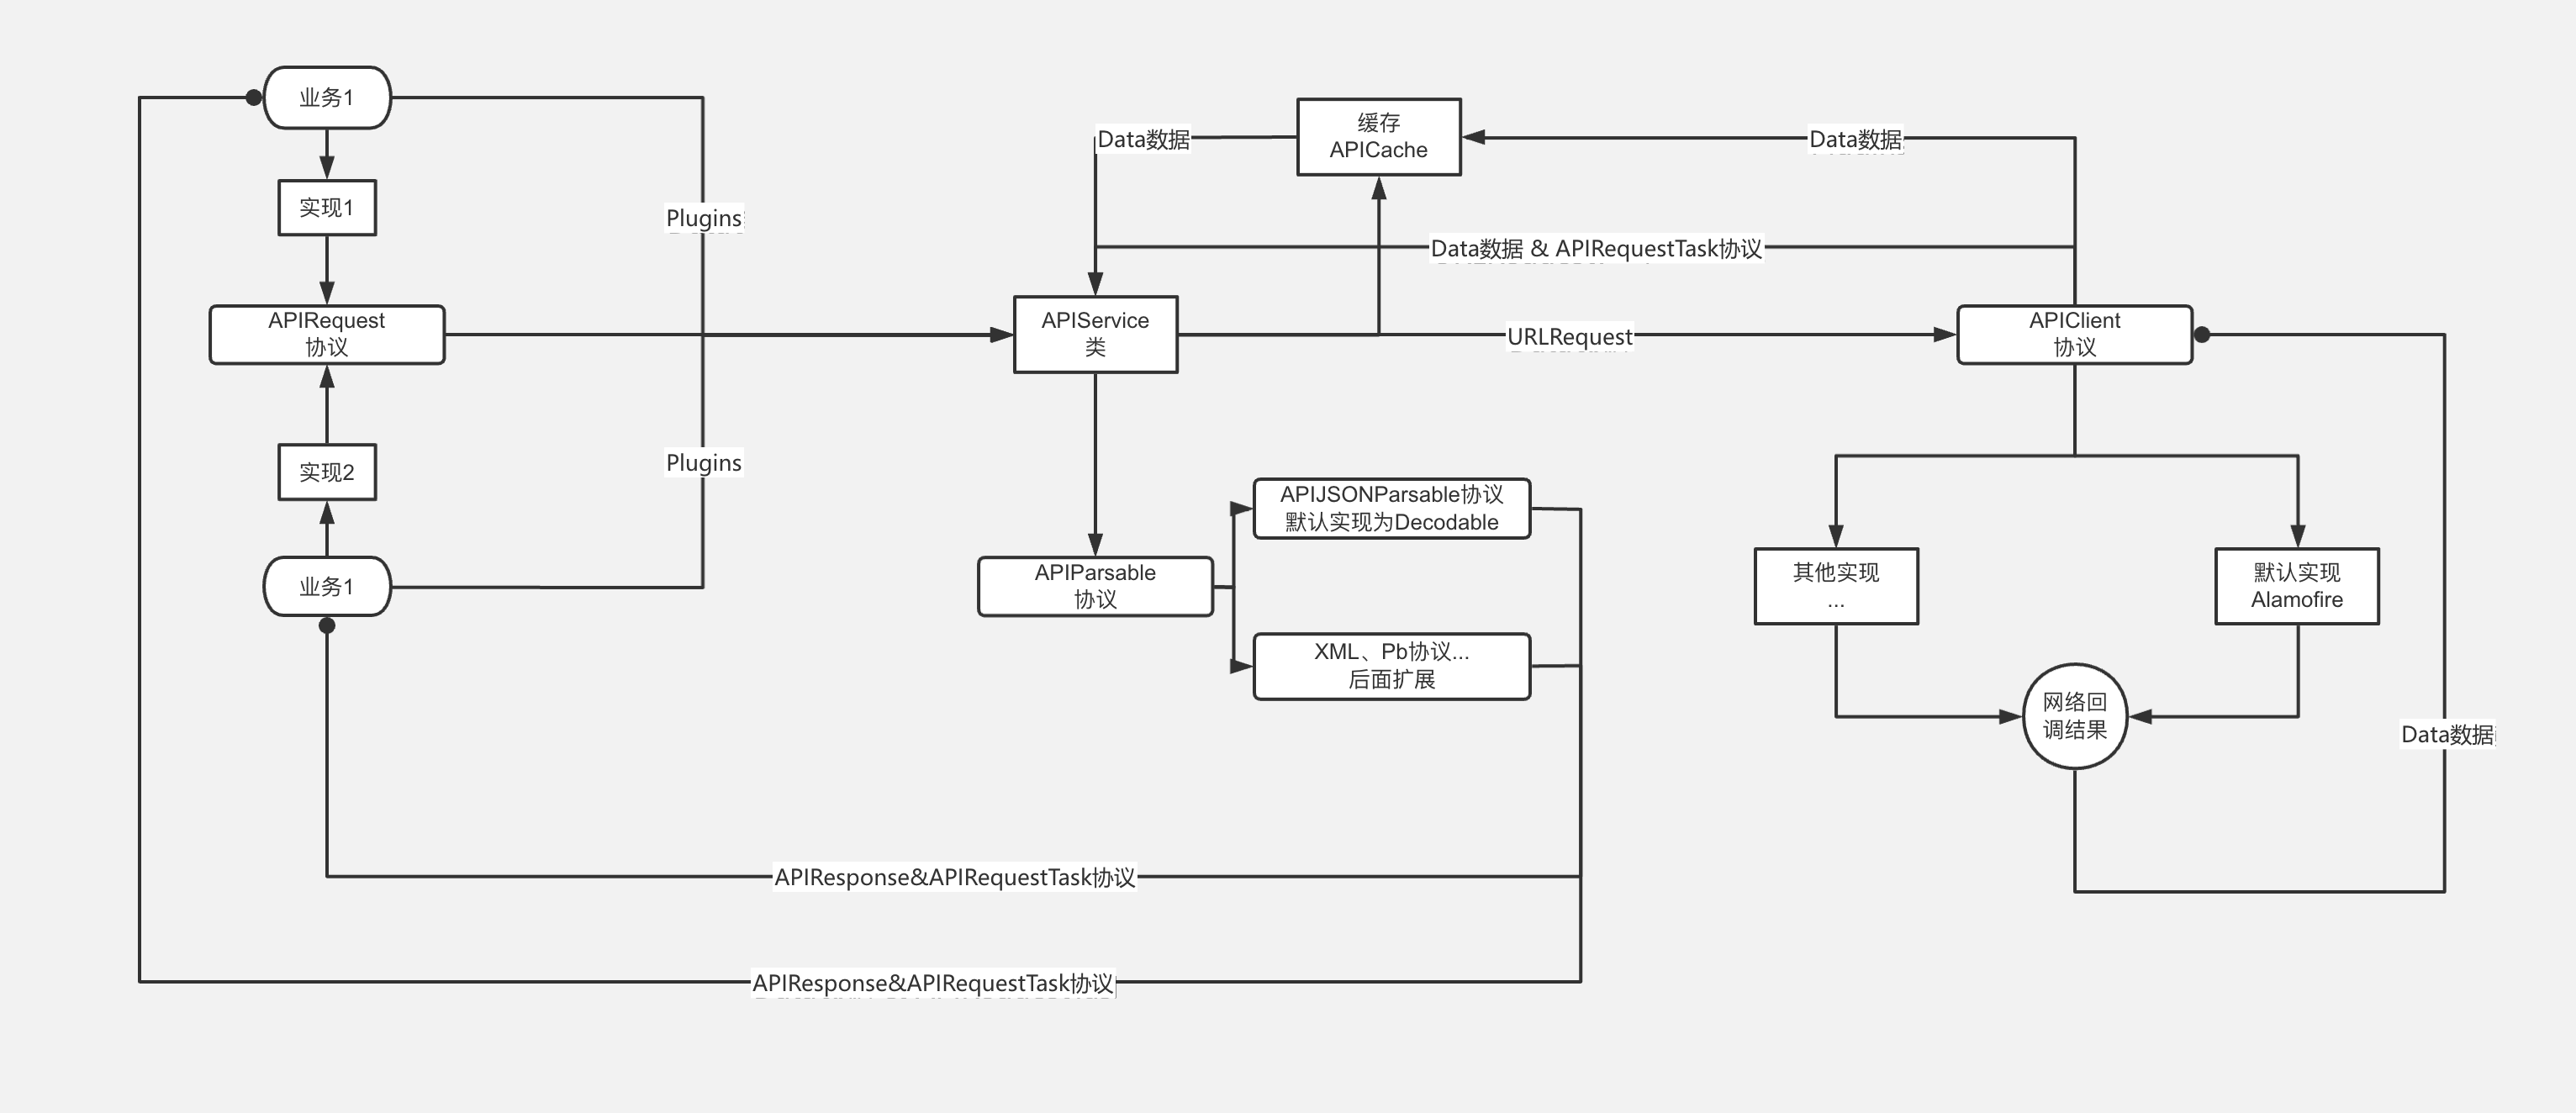 业务1
实现1
APIRequest
协议
实现2
业务1
Plugins
Plugins
Data数据
缓存
APICache
Data数据
Data数据 & APIRequestTask协议
APIService
类
URLRequest
APIClient
协议
APIParsable
协议
APIJSONParsable协议
默认实现为Decodable
XML、Pb协议...
后面扩展
其他实现
...
默认实现
Alamofire
网络回
调结果
Data数据
APIResponse&APIRequestTask协议
APIResponse&APIRequestTask协议